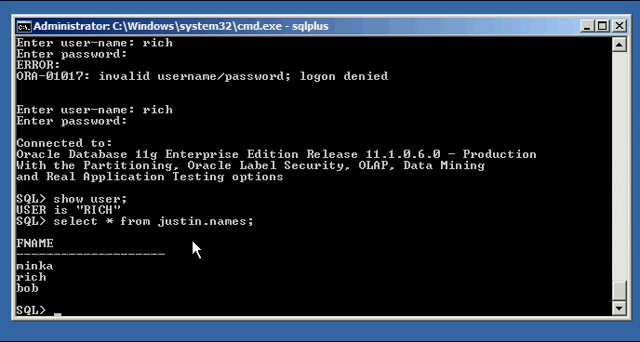 Administrator: C:\Windows\system32\cmd.exe - sqlplus
Enter user-name: rich
Enter password:
ERROR:
ORA-01017: invalid username/password; logon denied
Enter user-name: rich
Enter password:
Connected to:
Oracle Database 11g Enterprise Edition Release 11.1.0.6.0 - Production
With the Partitioning, Oracle Label Security, OLAP, Data Mining
and Real Application Testing options
SQL> show user;
USER is "RICH"
SQL> select * from justin.names;
FNAME
--------------------
minka
rich
bob
SQL> _